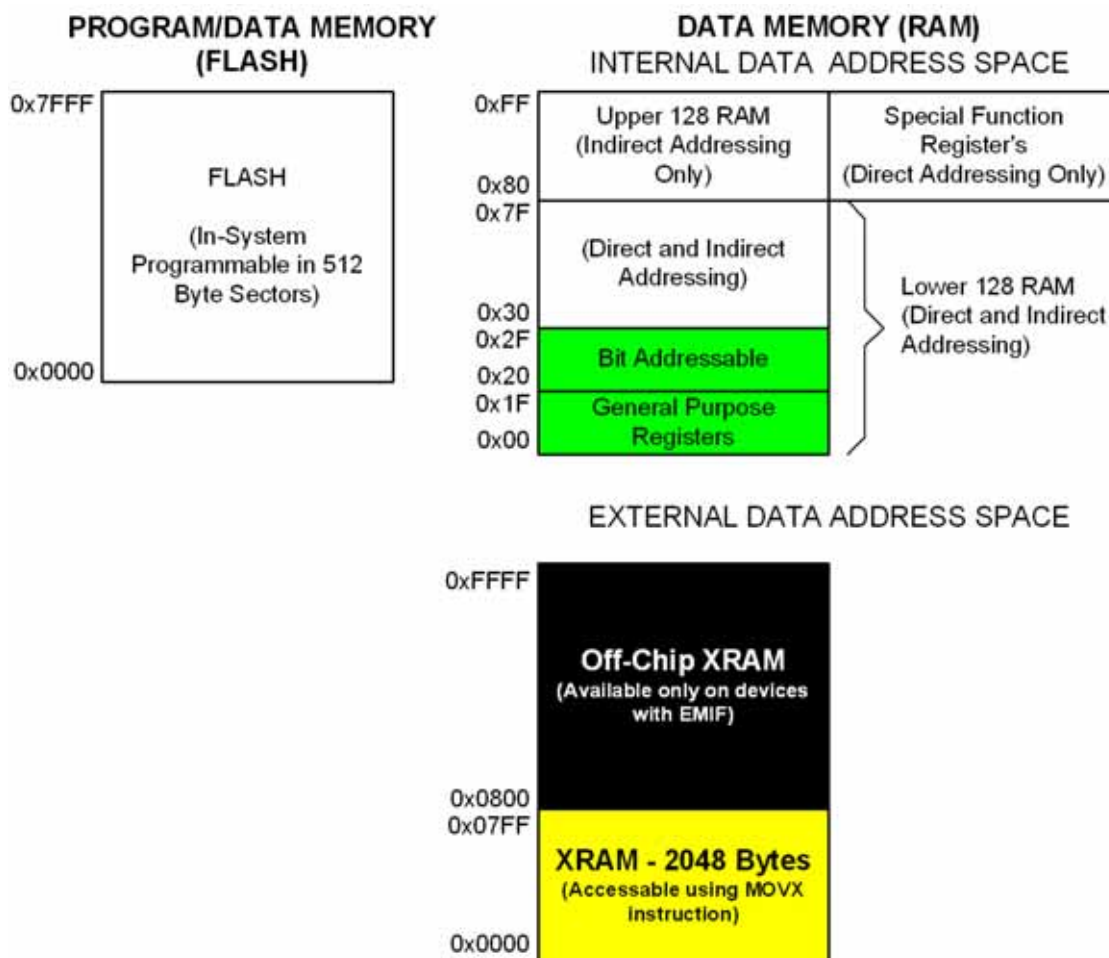 PROGRAM/DATA MEMORY
(FLASH)
0x7FFF
FLASH
(In-System
Programmable in 512
Byte Sectors)
0x0000
DATA MEMORY (RAM)
INTERNAL DATA ADDRESS SPACE
0xFF
Upper 128 RAM
(Indirect Addressing
Only)
0x80
Special Function
Register's
(Direct Addressing Only)
0x7F
(Direct and Indirect
Addressing)
0x30
Lower 128 RAM
(Direct and Indirect
Addressing)
0x2F
Bit Addressable
0x20
0x1F
General Purpose
Registers
0x00
EXTERNAL DATA ADDRESS SPACE
0xFFFF
Off-Chip XRAM
(Available only on devices
with EMIF)
0x0800
0x07FF
XRAM - 2048 Bytes
(Accessable using MOVX
instruction)
0x0000